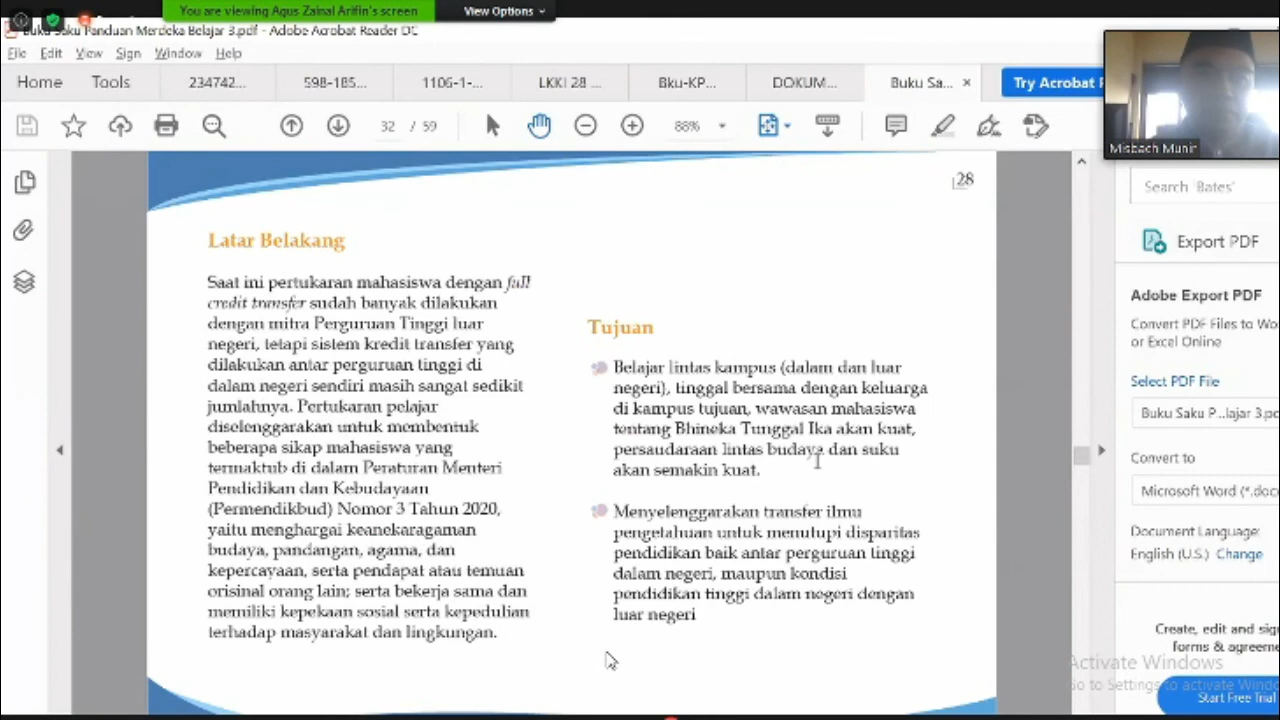 You are viewing Agus Zainal Arifin's screen
View Options
Buku Saku Panduan Merdeka Belajar 3.pdf - Adobe Acrobat Reader DC
File Edit View Sign Window Help
Home Tools 234742... 598-185... 1106-1-... LKKI 28 ... Bku-KP... DOKUM... Buku Sa... × Try Acrobat
32 / 59 88%
Misbach Munir
28
Latar Belakang
Saat ini pertukaran mahasiswa dengan full
credit transfer sudah banyak dilakukan
dengan mitra Perguruan Tinggi luar
negeri, tetapi sistem kredit transfer yang
dilakukan antar perguruan tinggi di
dalam negeri sendiri masih sangat sedikit
jumlahnya. Pertukaran pelajar
diselenggarakan untuk membentuk
beberapa sikap mahasiswa yang
termaktub di dalam Peraturan Menteri
Pendidikan dan Kebudayaan
(Permendikbud) Nomor 3 Tahun 2020,
yaitu menghargai keanekaragaman
budaya, pandangan, agama, dan
kepercayaan, serta pendapat atau temuan
orisinal orang lain; serta bekerja sama dan
memiliki kepekaan sosial serta kepedulian
terhadap masyarakat dan lingkungan.
Tujuan
Belajar lintas kampus (dalam dan luar
negeri), tinggal bersama dengan keluarga
di kampus tujuan, wawasan mahasiswa
tentang Bhineka Tunggal Ika akan kuat,
persaudaraan lintas budaya dan suku
akan semakin kuat.
Menyelenggarakan transfer ilmu
pengetahuan untuk menutupi disparitas
pendidikan baik antar perguruan tinggi
dalam negeri, maupun kondisi
pendidikan tinggi dalam negeri dengan
luar negeri
Search 'Bates'
Export PDF
Adobe Export PDF
Convert PDF Files to Wo
or Excel Online
Select PDF File
Buku Saku P...lajar 3.pd
Convert to
Microsoft Word (*.doc
Document Language:
English (U.S.) Change
Create, edit and sig
forms & agreeme
Activate Windows
Go to Settings to activate Windo
Start Free Trial